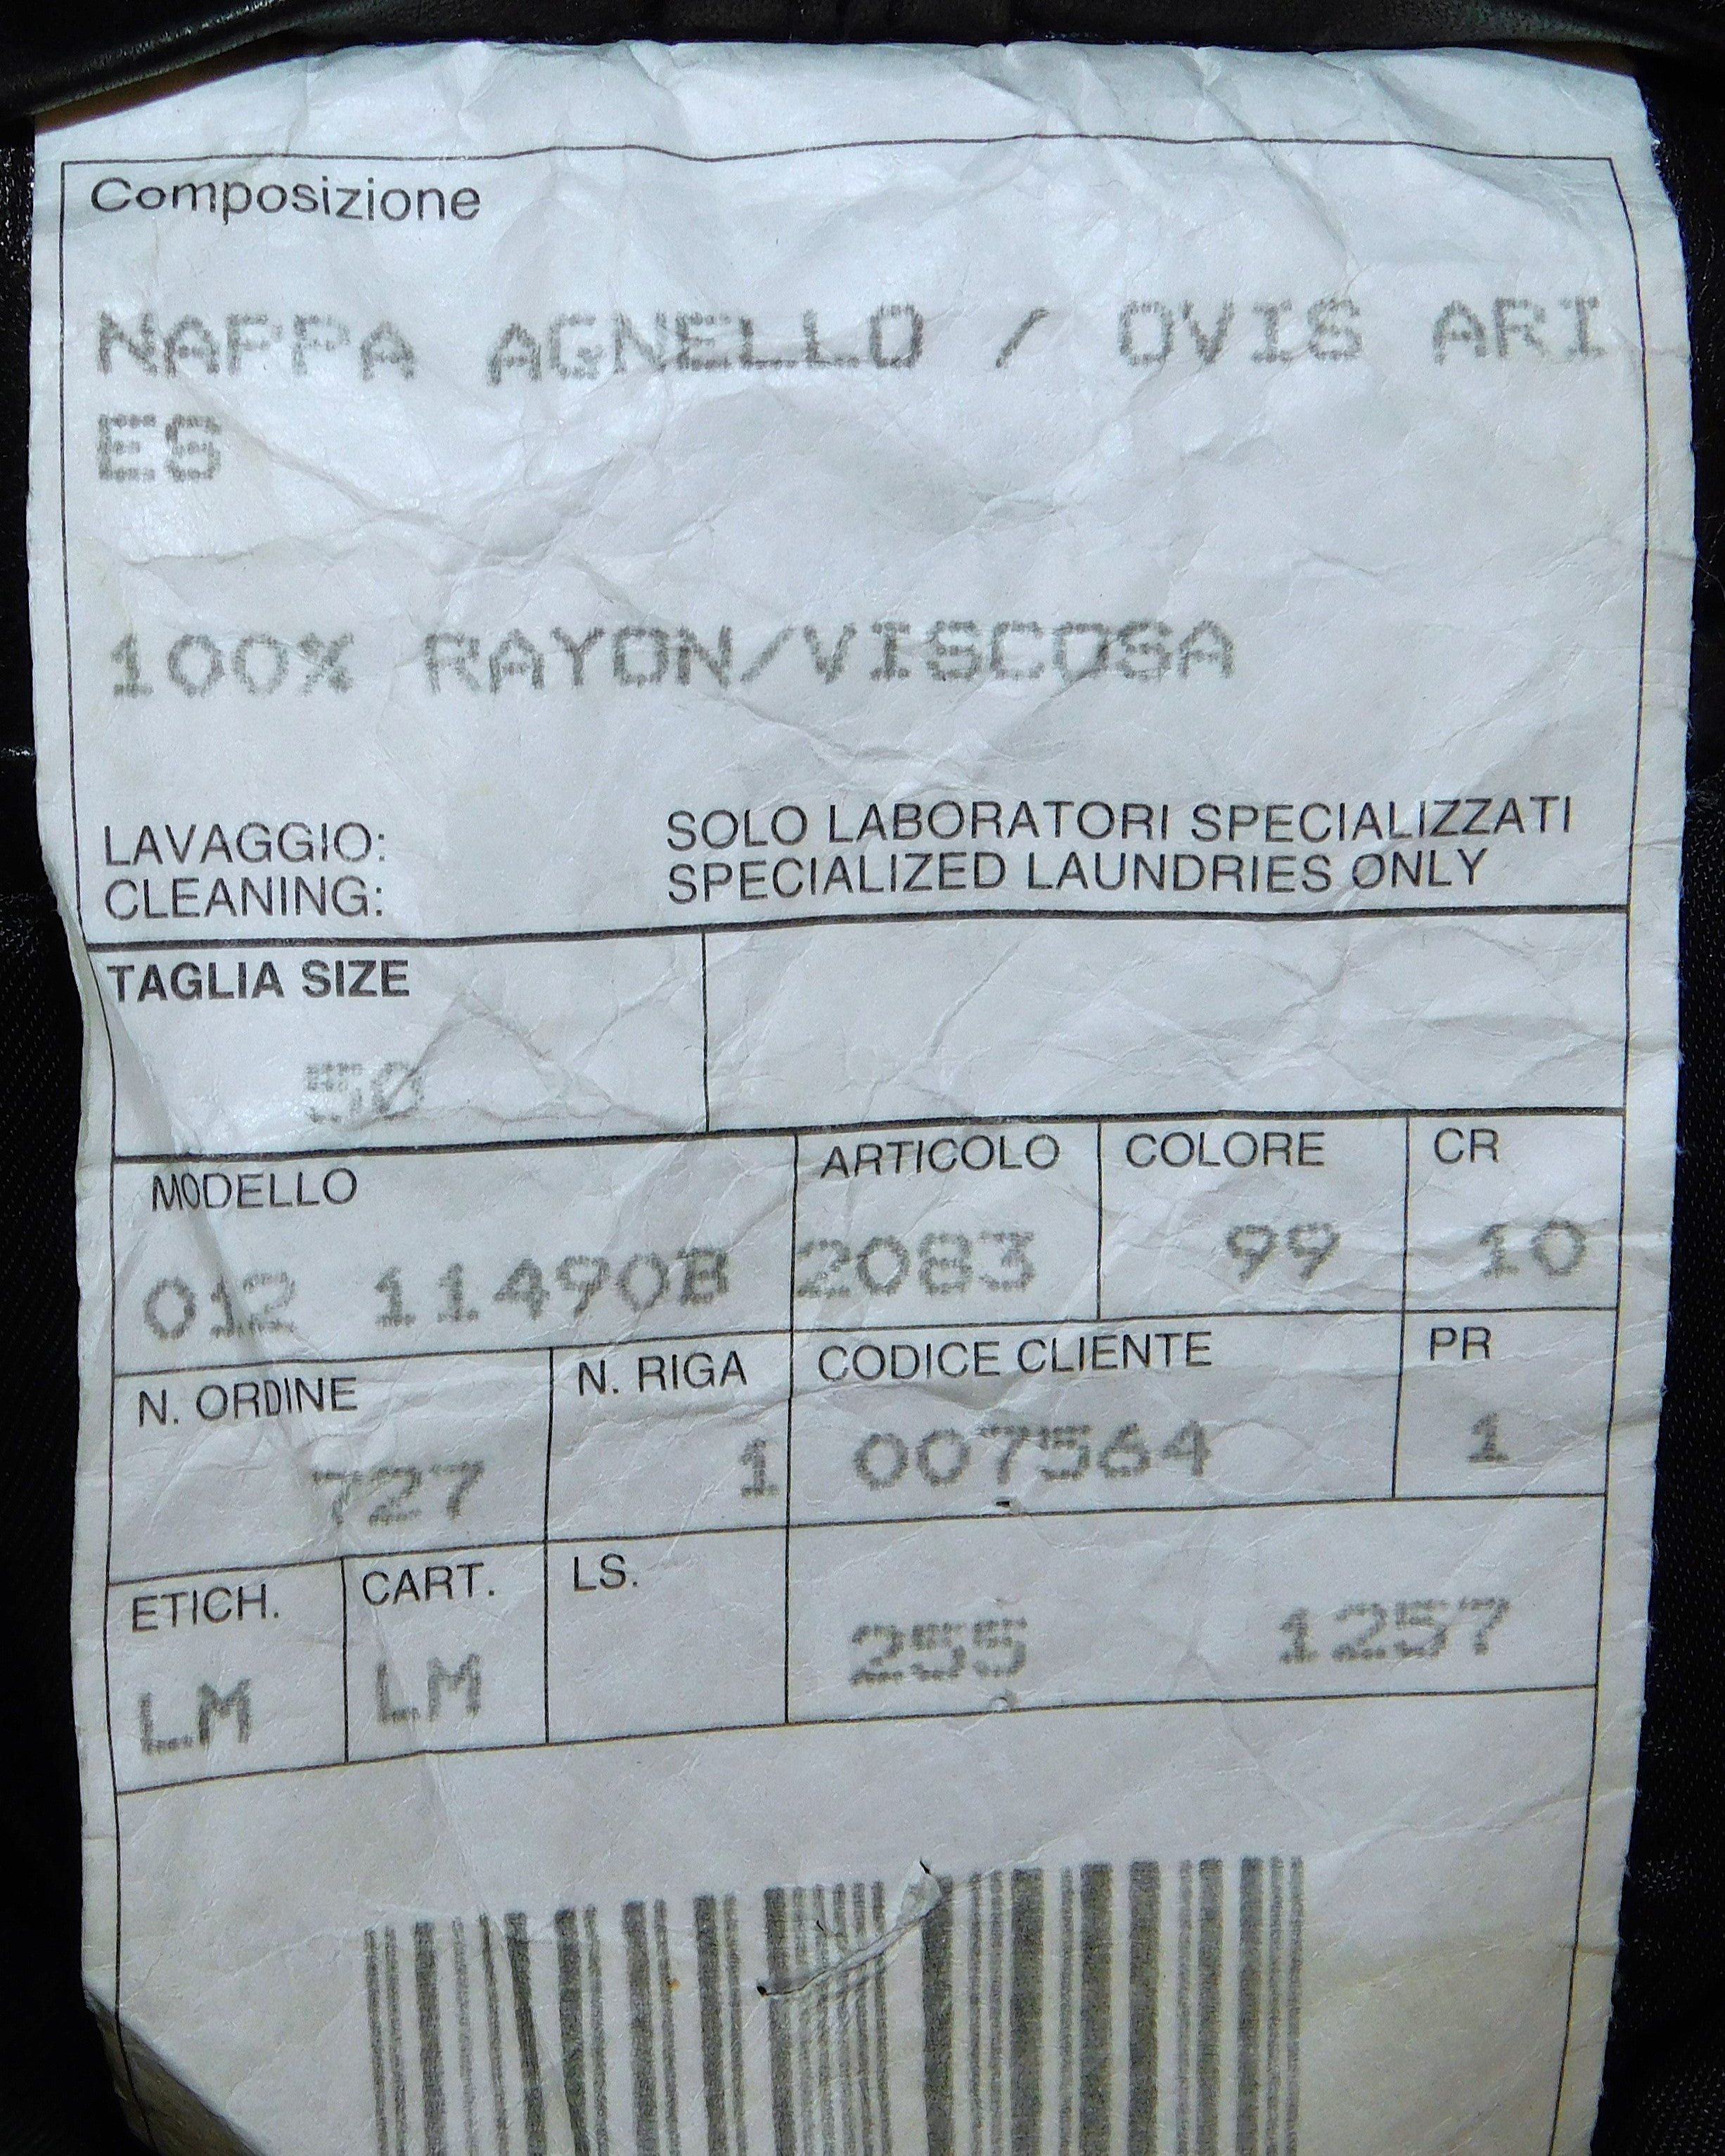 Composizione
NAPPA AGNELLO / OVIS ARI
ES
100% RAYON/VISCOSA
LAVAGGIO: SOLO LABORATORI SPECIALIZZATI
CLEANING: SPECIALIZED LAUNDRIES ONLY
TAGLIA SIZE
50
MODELLO ARTICOLO COLORE CR
012 11490B 2083 99 10
N. ORDINE N. RIGA CODICE CLIENTE PR
727 1 007564 1
ETICH. CART. LS.
LM LM 255 1257